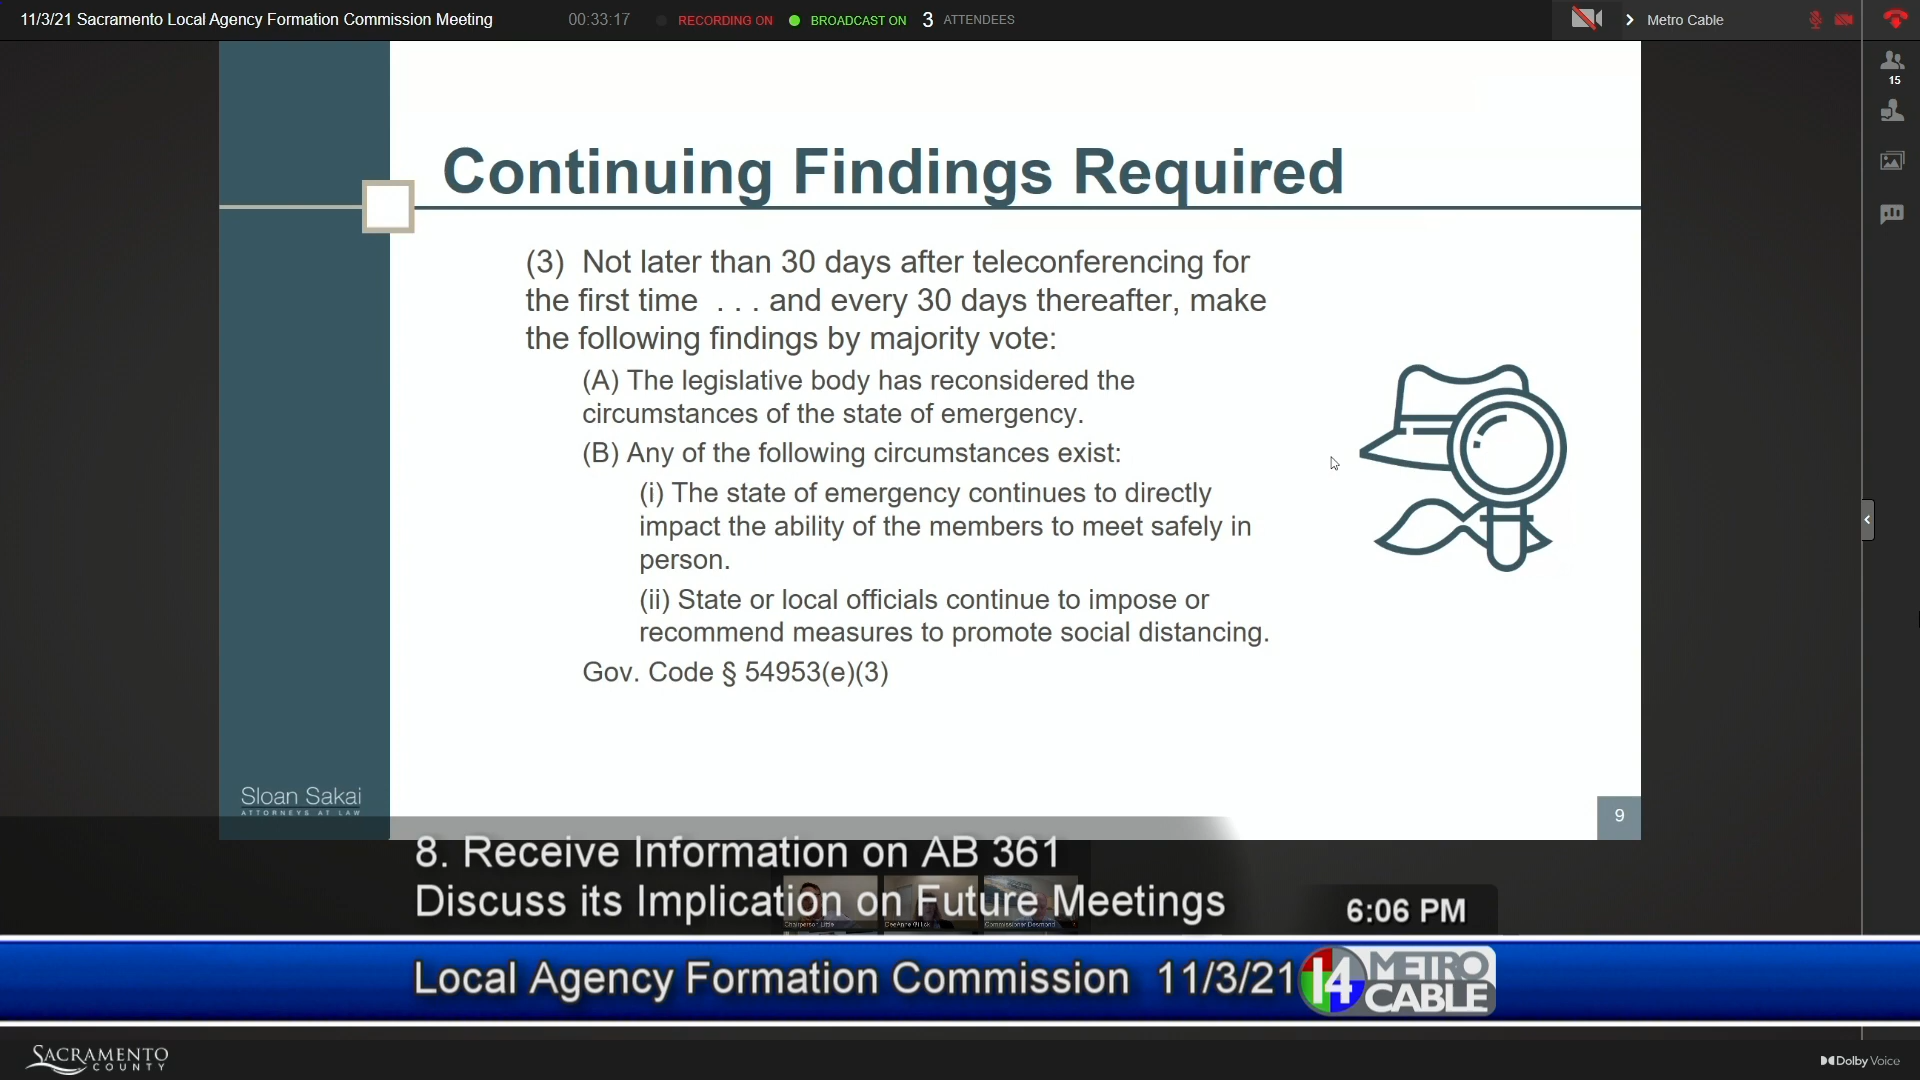 11/3/21 Sacramento Local Agency Formation Commission Meeting
00:33:17
RECORDING ON
BROADCAST ON
3 ATTENDEES
Metro Cable
15
Continuing Findings Required
(3) Not later than 30 days after teleconferencing for
the first time . . . and every 30 days thereafter, make
the following findings by majority vote:
(A) The legislative body has reconsidered the
circumstances of the state of emergency.
(B) Any of the following circumstances exist:
(i) The state of emergency continues to directly
impact the ability of the members to meet safely in
person.
(ii) State or local officials continue to impose or
recommend measures to promote social distancing.
Gov. Code § 54953(e)(3)
Sloan Sakai
ATTORNEYS AT LAW
9
8. Receive Information on AB 361
Discuss its Implication on Future Meetings
Chairperson Little
Commissioner Desmond
6:06 PM
Local Agency Formation Commission 11/3/21
14 METRO
CABLE
SACRAMENTO
COUNTY
Dolby Voice